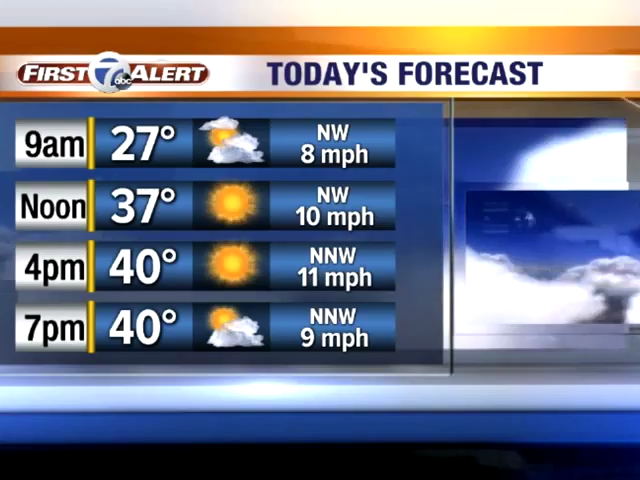 FIRST 7 abc ALERT
TODAY'S FORECAST
9am 27° NW 8 mph
Noon 37° NW 10 mph
4pm 40° NNW 11 mph
7pm 40° NNW 9 mph